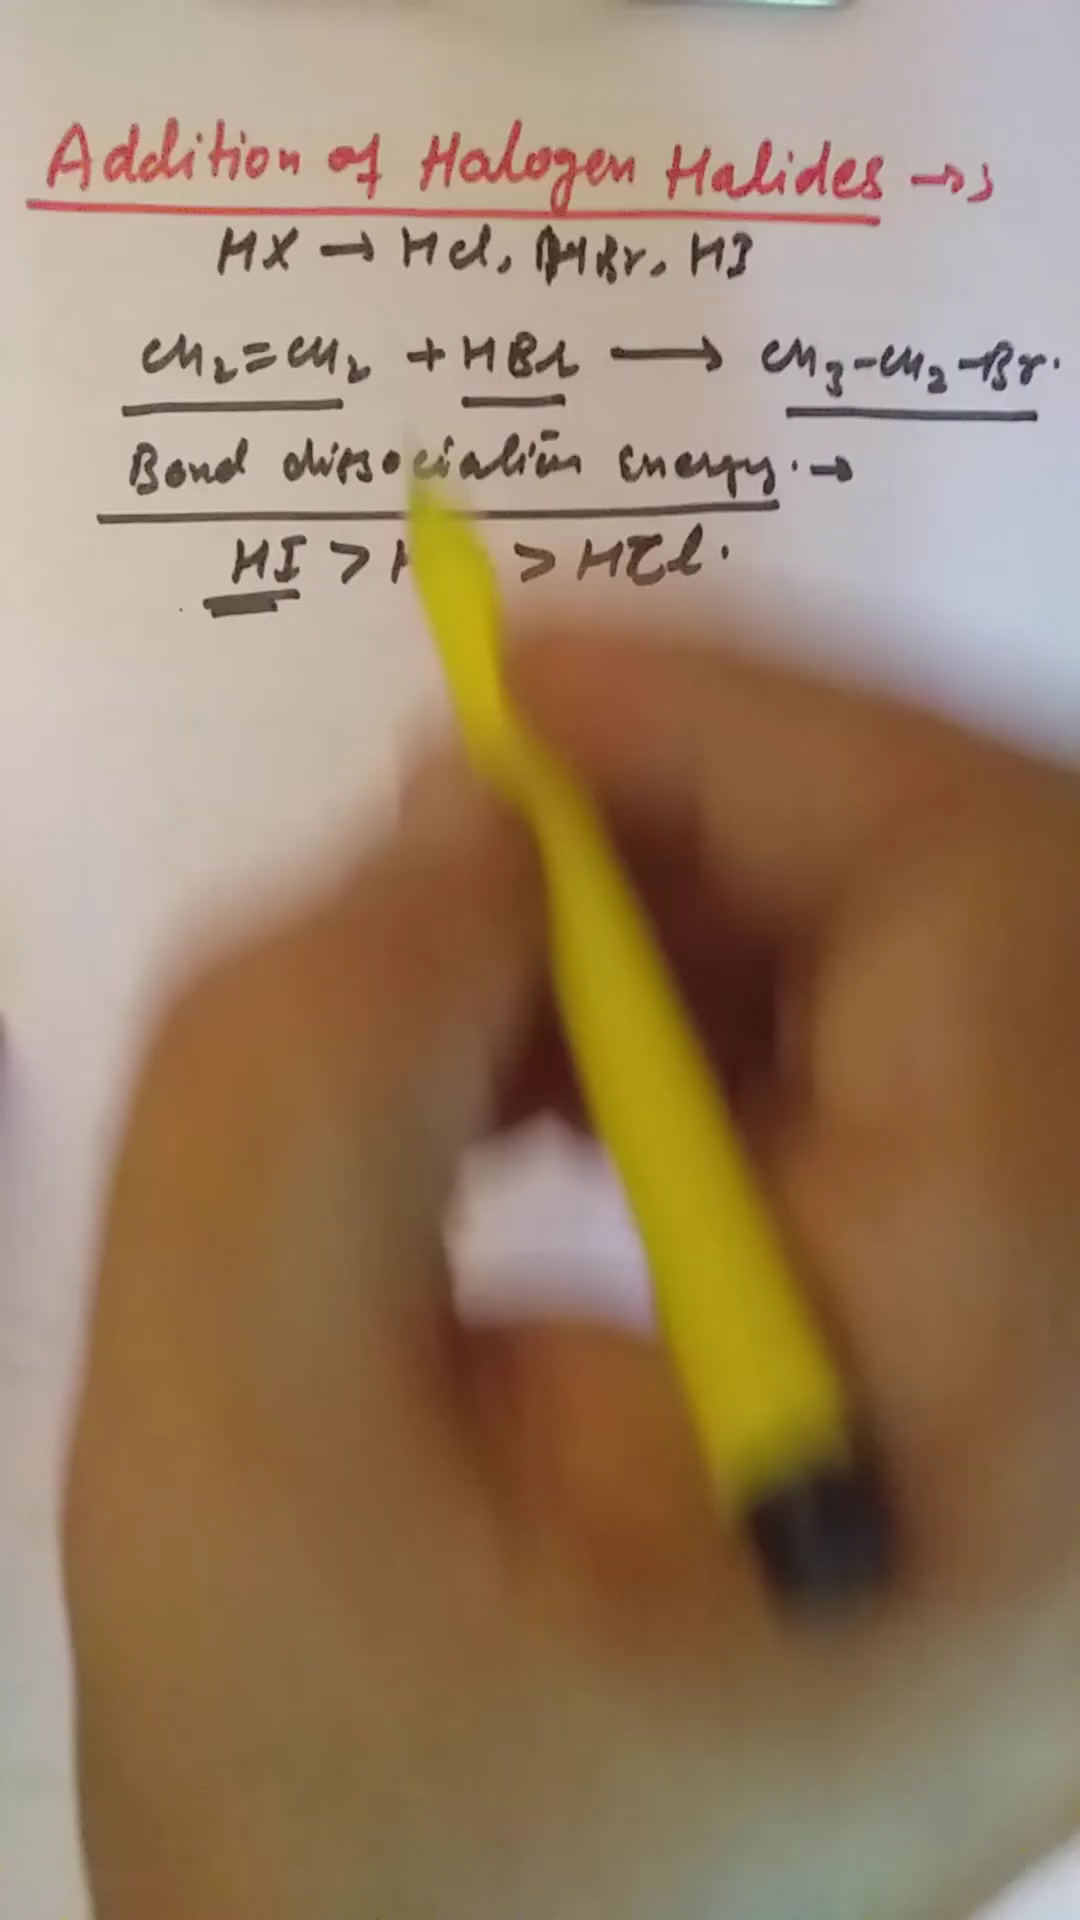 Addition of Halogen Halides →
HX → HCl, HBr, HI
CH2=CH2 + HBr → CH3-CH2-Br.
Bond dissociation Energy. →
HI > H > HCl.